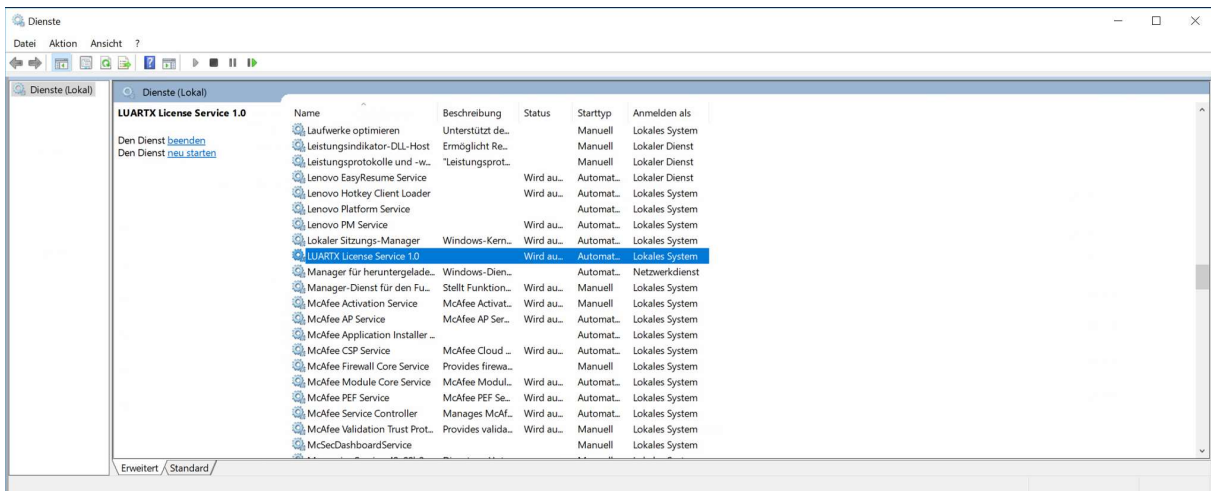 Dienste
Datei Aktion Ansicht ?
Dienste (Lokal)
Dienste (Lokal)
LUARTX License Service 1.0
Den Dienst beenden
Den Dienst neu starten
Name Beschreibung Status Starttyp Anmelden als
Laufwerke optimieren Unterstützt de... Manuell Lokales System
Leistungsindikator-DLL-Host Ermöglicht Re... Manuell Lokaler Dienst
Leistungsprotokolle und -w... "Leistungsprot... Manuell Lokaler Dienst
Lenovo EasyResume Service Wird au... Automat... Lokaler Dienst
Lenovo Hotkey Client Loader Wird au... Automat... Lokales System
Lenovo Platform Service Automat... Lokales System
Lenovo PM Service Wird au... Automat... Lokales System
Lokaler Sitzungs-Manager Windows-Kern... Wird au... Automat... Lokales System
LUARTX License Service 1.0 Wird au... Automat... Lokales System
Manager für heruntergelade... Windows-Dien... Automat... Netzwerkdienst
Manager-Dienst für den Fu... Stellt Funktion... Wird au... Manuell Lokales System
McAfee Activation Service McAfee Activat... Wird au... Manuell Lokales System
McAfee AP Service McAfee AP Ser... Wird au... Automat... Lokales System
McAfee Application Installer ... Automat... Lokales System
McAfee CSP Service McAfee Cloud ... Wird au... Automat... Lokales System
McAfee Firewall Core Service Provides firewa... Manuell Lokales System
McAfee Module Core Service McAfee Modul... Wird au... Automat... Lokales System
McAfee PEF Service McAfee PEF Se... Wird au... Automat... Lokales System
McAfee Service Controller Manages McAf... Wird au... Automat... Lokales System
McAfee Validation Trust Prot... Provides valida... Wird au... Manuell Lokales System
McSecDashboardService Manuell Lokales System
Erweitert Standard